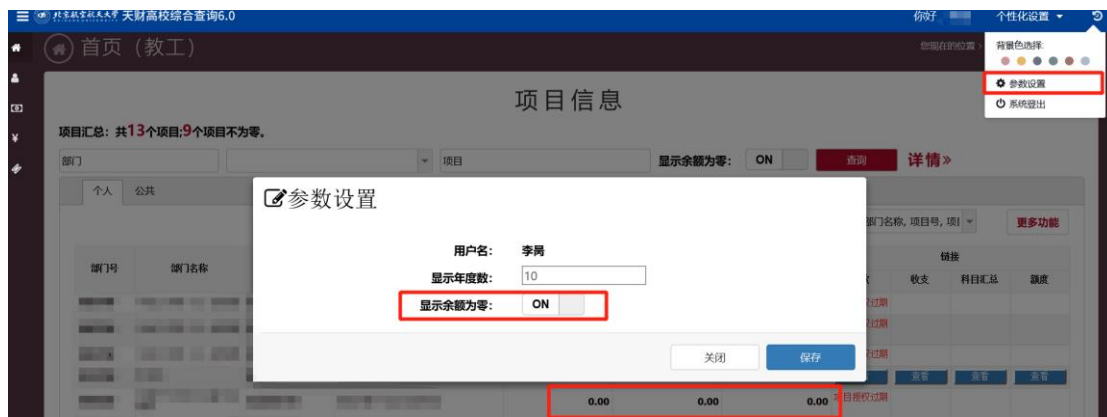 北京航空航天大学 天财高校综合查询6.0
你好
个性化设置
首页（教工）
您现在的位置>
背景色选择:
参数设置
系统登出
项目信息
项目汇总：共13个项目;9个项目不为零。
部门
项目
显示余额为零：
ON
查询
详情»
个人
公共
部门名称, 项目号, 项
更多功能
部门号
部门名称
链接
收支
科目汇总
额度
参数设置
用户名：
显示年度数：
10
显示余额为零：
ON
关闭
保存
过期
过期
过期
查看
查看
查看
0.00
0.00
0.00
项目授权过期